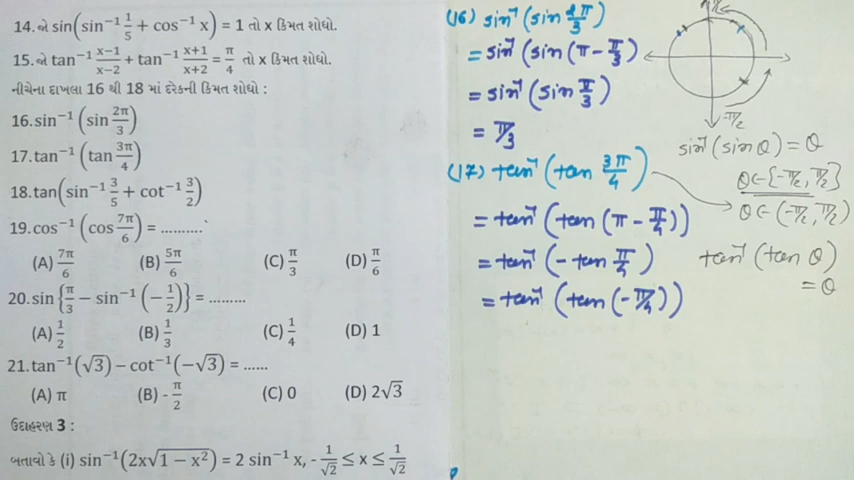 14. જો sin(sin⁻¹ 1/5 + cos⁻¹ x) = 1 તો x કિંમત શોધો.
15. જો tan⁻¹ (x−1)/(x−2) + tan⁻¹ (x+1)/(x+2) = π/4 તો x કિંમત શોધો.
નીચેના દાખલા 16 થી 18 માં દરેકની કિંમત શોધો :
16. sin⁻¹ (sin 2π/3)
17. tan⁻¹ (tan 3π/4)
18. tan(sin⁻¹ 3/5 + cot⁻¹ 3/2)
19. cos⁻¹ (cos 7π/6) = ..........
(A) 7π/6 (B) 5π/6 (C) π/3 (D) π/6
20. sin {π/3 − sin⁻¹ (−1/2)} = .........
(A) 1/2 (B) 1/3 (C) 1/4 (D) 1
21. tan⁻¹(√3) − cot⁻¹(−√3) = ......
(A) π (B) -π/2 (C) 0 (D) 2√3
ઉદાહરણ 3 :
બતાવો કે (i) sin⁻¹(2x√(1 − x²)) = 2 sin⁻¹ x, -1/√2 ≤ x ≤ 1/√2
(16) sin⁻¹ (sin 2π/3)
= sin⁻¹ (sin (π − π/3)
= sin⁻¹ (sin π/3)
= π/3
(17) tan⁻¹ (tan 3π/4)
= tan⁻¹ (tan (π − π/4))
= tan⁻¹ (−tan π/4)
= tan⁻¹ (tan (−π/4))
-π/2
sin⁻¹ (sin θ) = θ
θ ∈ [-π/2, π/2]
θ ∈ (-π/2, π/2)
tan⁻¹ (tan θ)
= θ